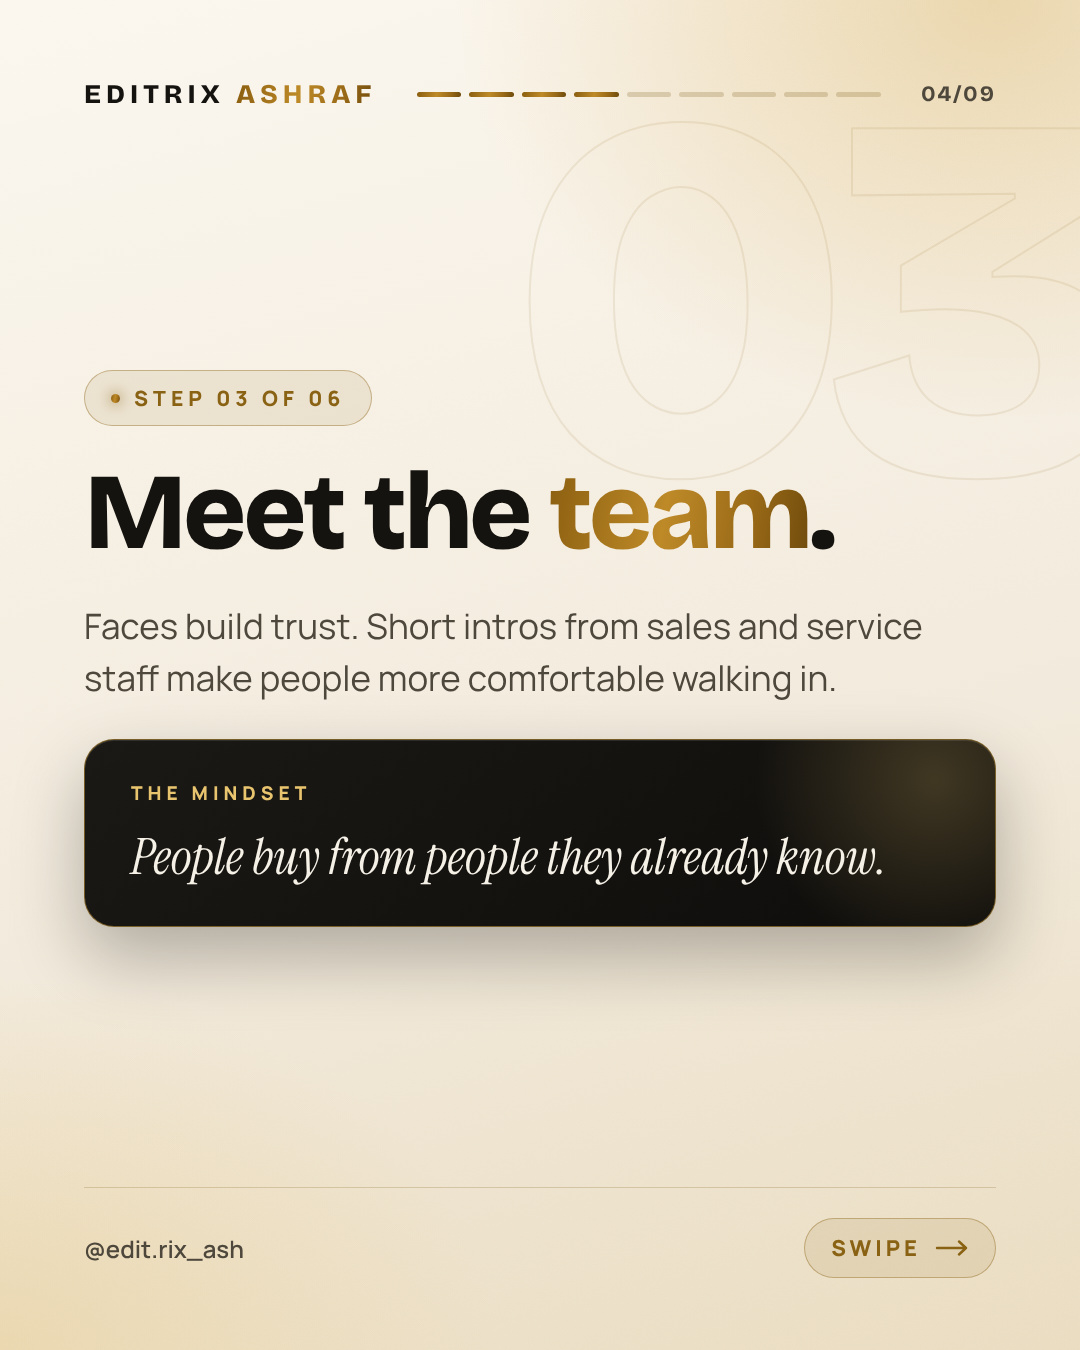 EDITRIX ASHRAF
04/09
03
STEP 03 OF 06
Meet the team.
Faces build trust. Short intros from sales and service
staff make people more comfortable walking in.
THE MINDSET
People buy from people they already know.
@edit.rix_ash
SWIPE →